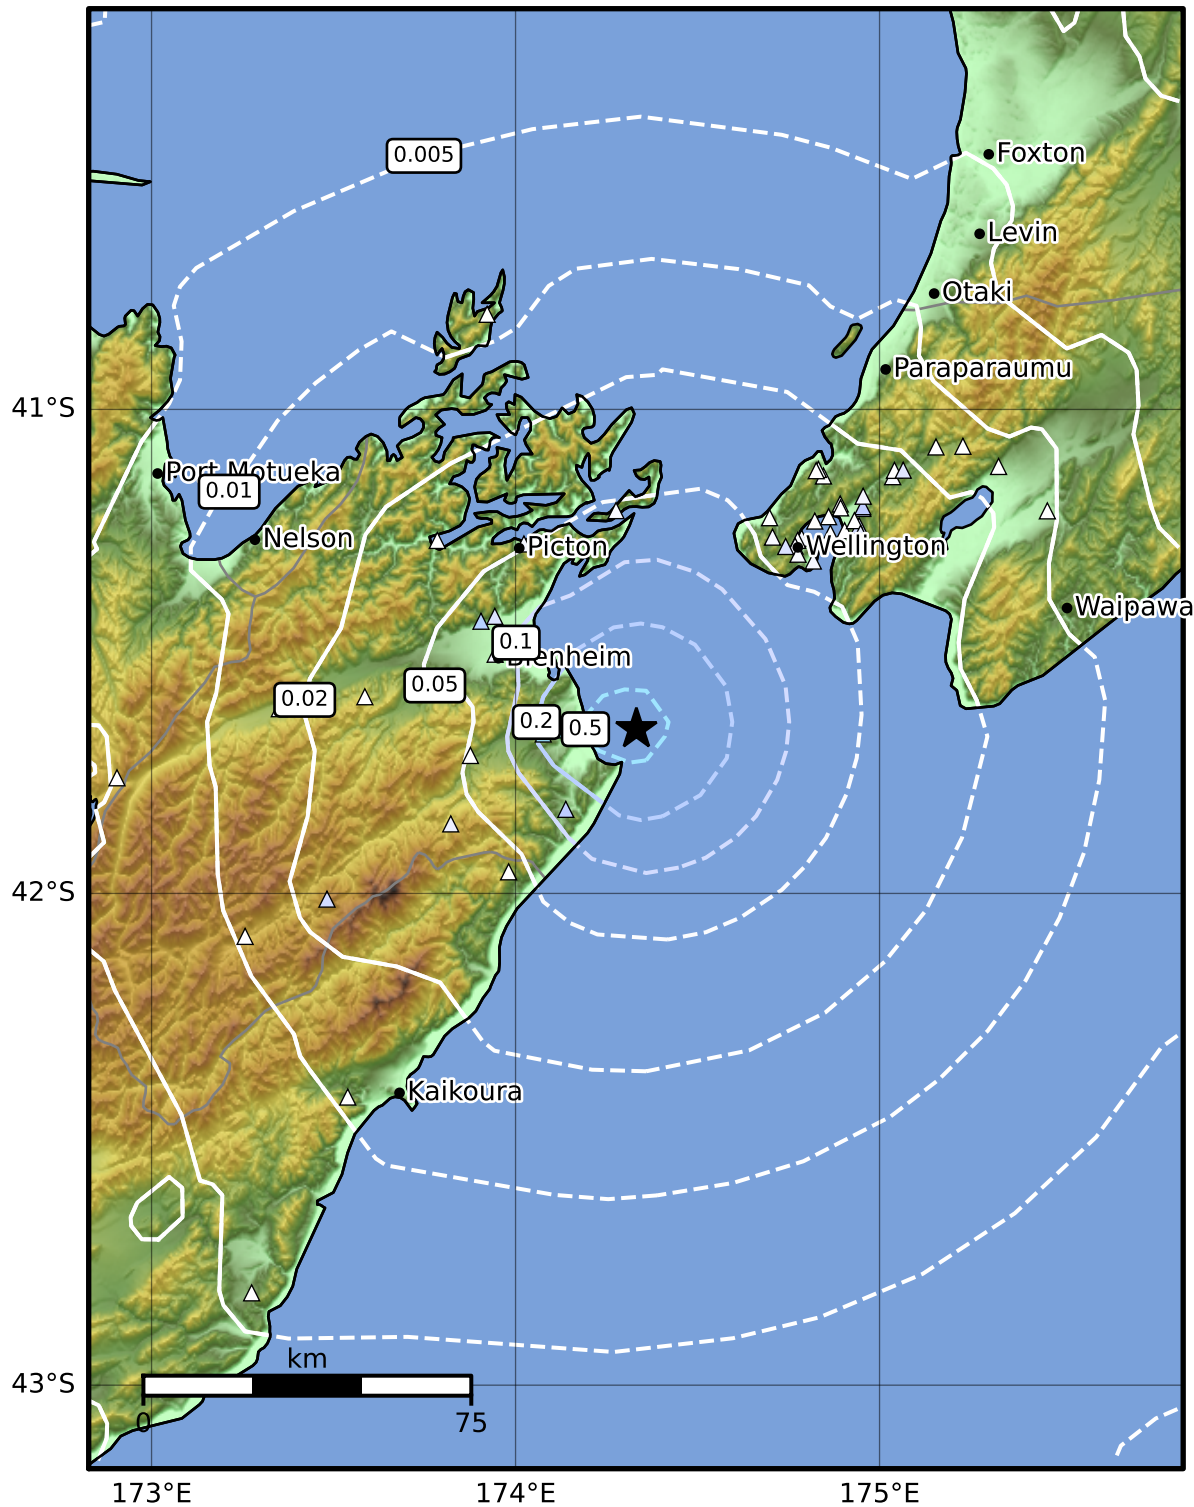 0.005
Foxton
Levin
Otaki
Paraparaumu
41°S
Port Motueka
0.01
Nelson
Picton
Wellington
Waipawa
0.1
Blenheim
0.05
0.02
0.2
0.5
42°S
Kaikoura
km
43°S
0
75
173°E
174°E
175°E